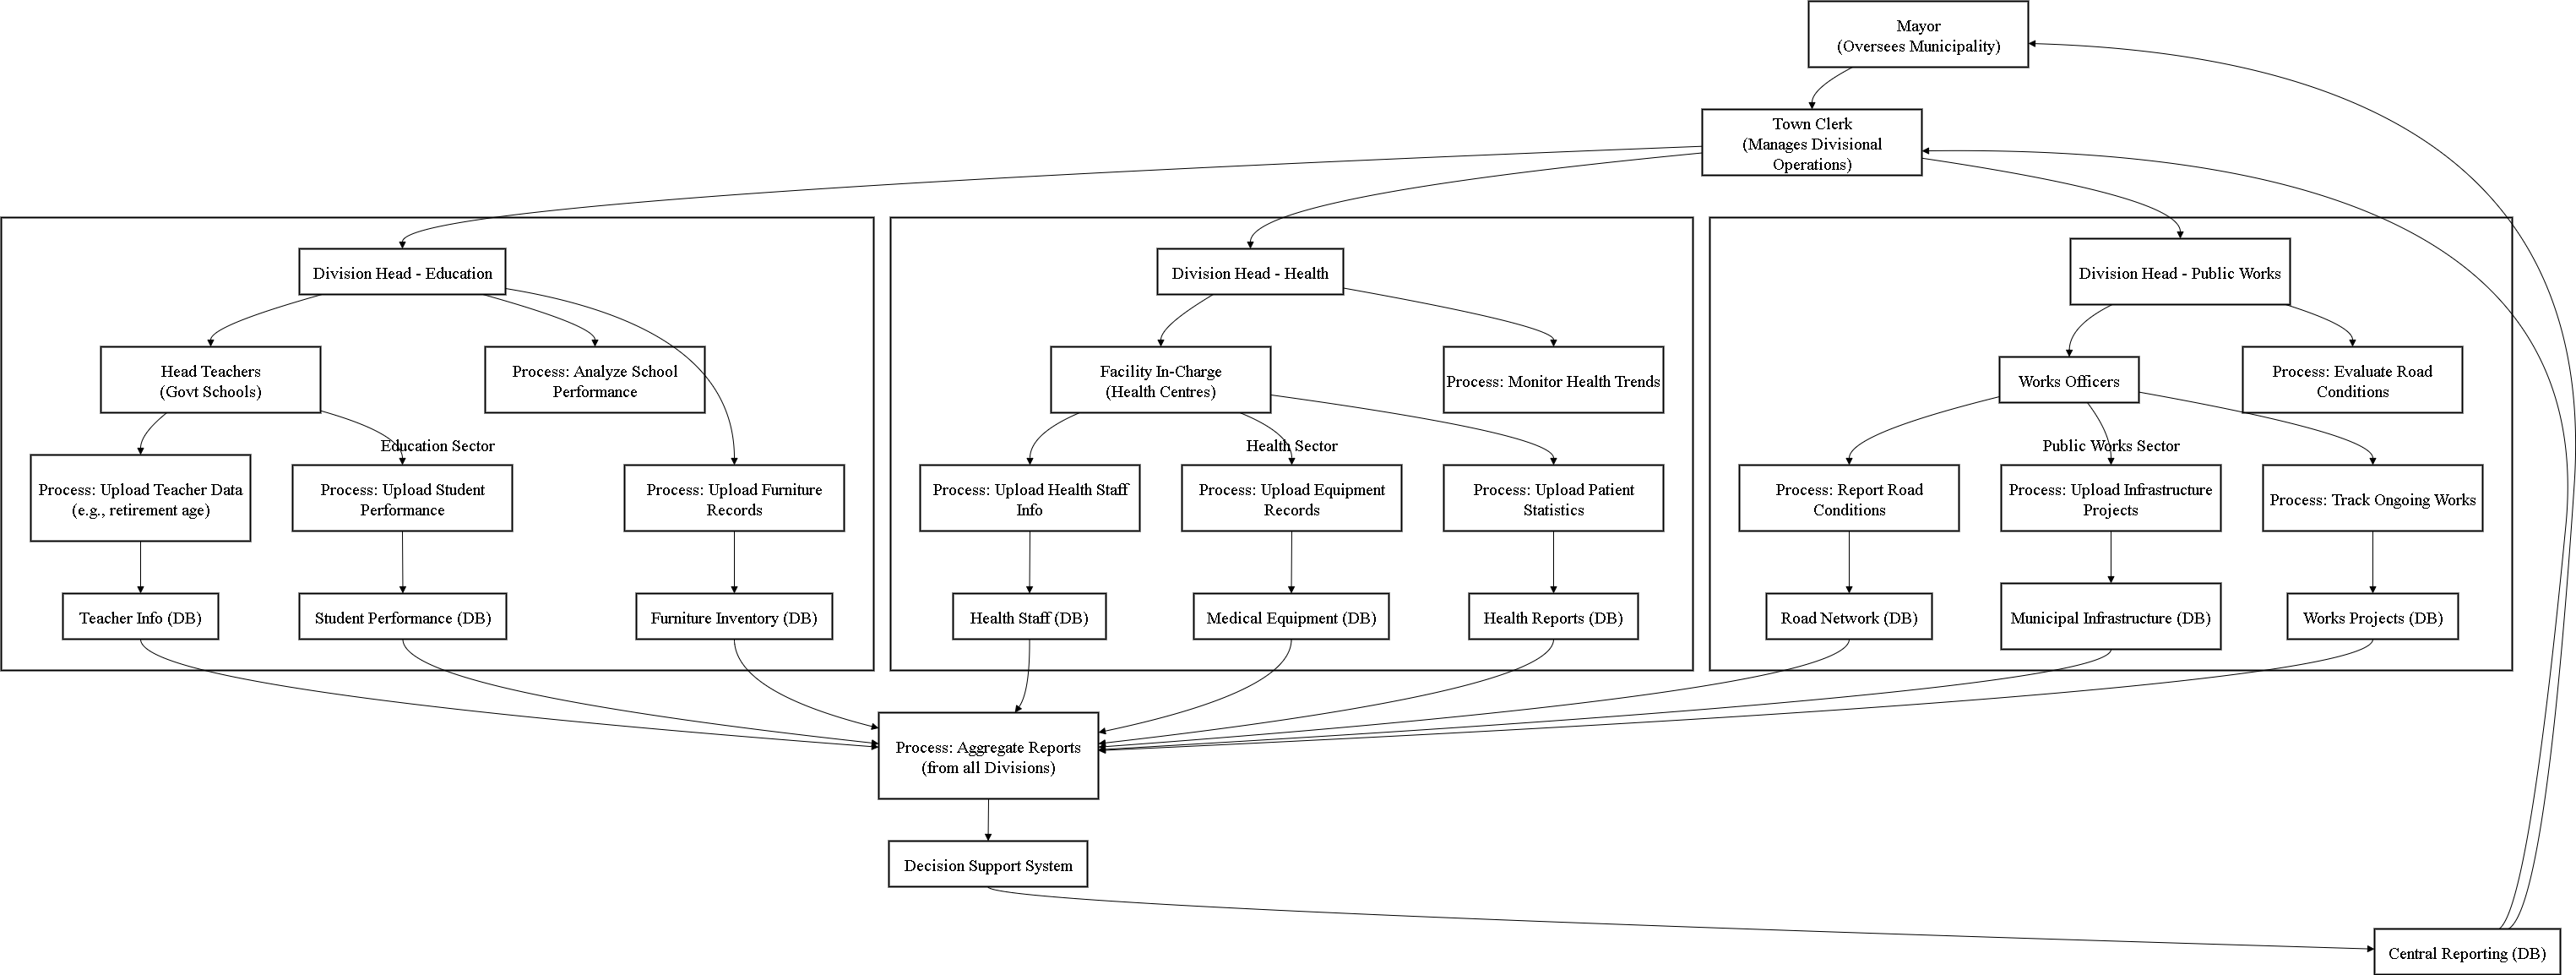 Mayor
(Oversees Municipality)
Town Clerk
(Manages Divisional
Operations)
Division Head - Education
Division Head - Health
Division Head - Public Works
Head Teachers
(Govt Schools)
Process: Analyze School
Performance
Facility In-Charge
(Health Centres)
Process: Monitor Health Trends
Works Officers
Process: Evaluate Road
Conditions
Education Sector
Health Sector
Public Works Sector
Process: Upload Teacher Data
(e.g., retirement age)
Process: Upload Student
Performance
Process: Upload Furniture
Records
Process: Upload Health Staff
Info
Process: Upload Equipment
Records
Process: Upload Patient
Statistics
Process: Report Road
Conditions
Process: Upload Infrastructure
Projects
Process: Track Ongoing Works
Teacher Info (DB)
Student Performance (DB)
Furniture Inventory (DB)
Health Staff (DB)
Medical Equipment (DB)
Health Reports (DB)
Road Network (DB)
Municipal Infrastructure (DB)
Works Projects (DB)
Process: Aggregate Reports
(from all Divisions)
Decision Support System
Central Reporting (DB)